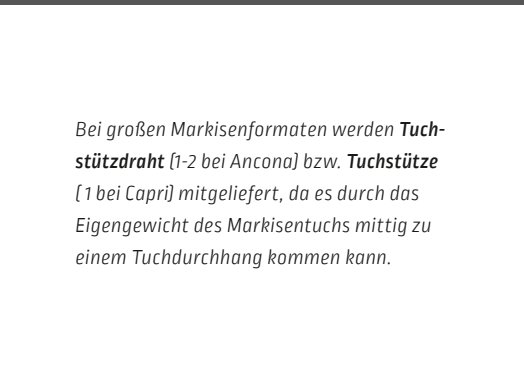 Bei großen Markisenformaten werden Tuch-
stützdraht (1-2 bei Ancona) bzw. Tuchstütze
( 1 bei Capri) mitgeliefert, da es durch das
Eigengewicht des Markisentuchs mittig zu
einem Tuchdurchhang kommen kann.